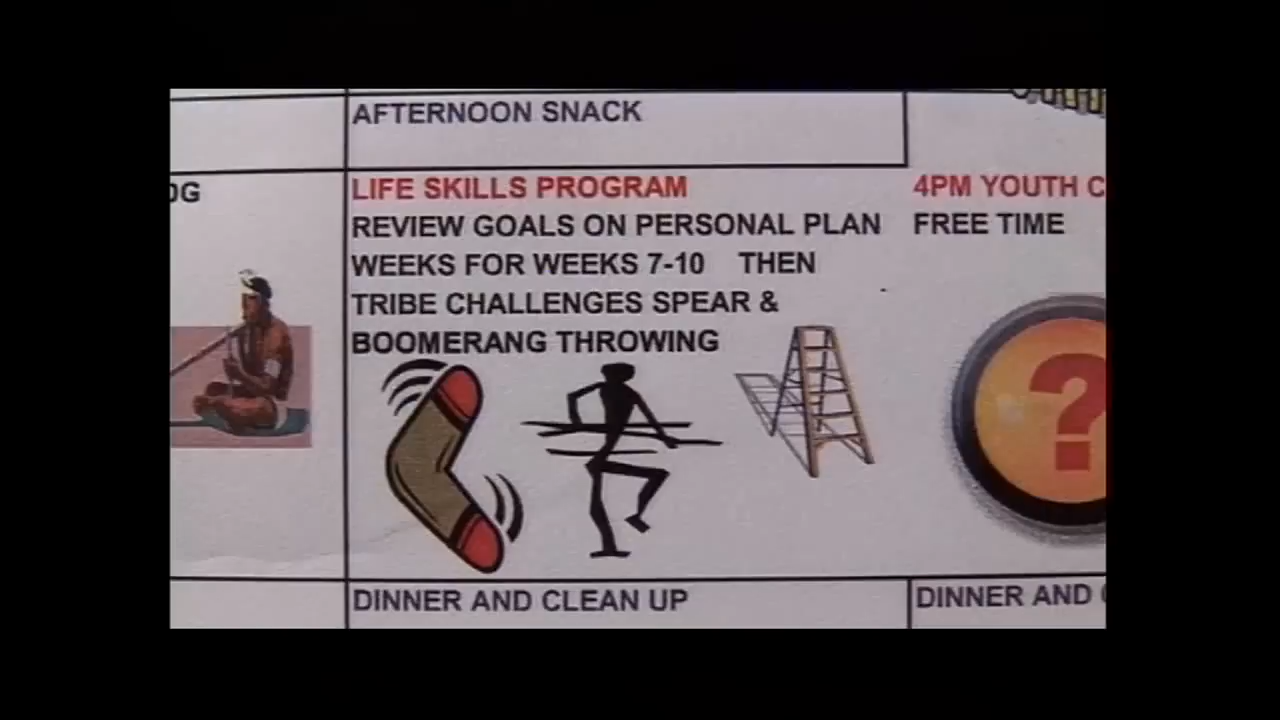 AFTERNOON SNACK
LIFE SKILLS PROGRAM
REVIEW GOALS ON PERSONAL PLAN
WEEKS FOR WEEKS 7-10 THEN
TRIBE CHALLENGES SPEAR &
BOOMERANG THROWING
4PM YOUTH
FREE TIME
?
DINNER AND CLEAN UP
DINNER AND